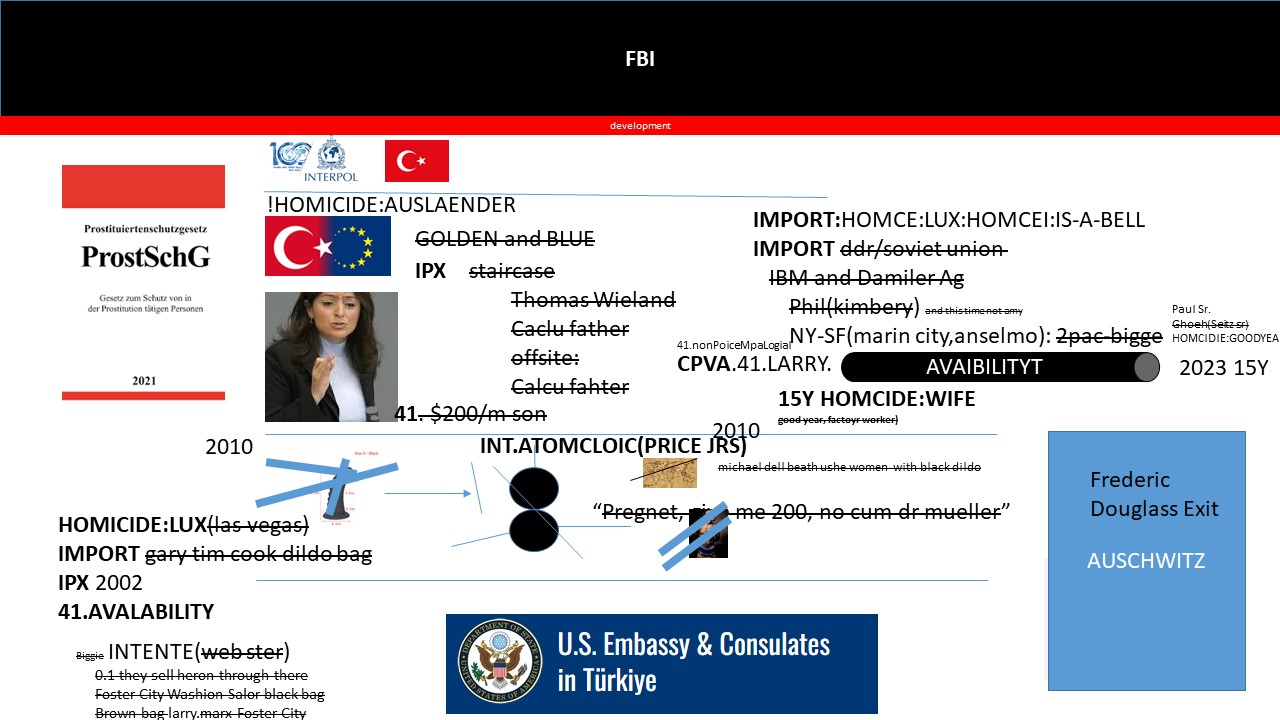 FBI
development
100
INTERPOL
Prostituiertenschutzgesetz
ProstSchG
Gesetz zum Schutz von in
der Prostitution tätigen Personen
2021
!HOMICIDE:AUSLAENDER
GOLDEN and BLUE
IPX staircase
Thomas Wieland
Caclu father
offsite:
Calcu fahter
41. $200/m son
IMPORT:HOMCE:LUX:HOMCEI:IS-A-BELL
IMPORT ddr/soviet union
IBM and Damiler Ag
Phil(kimbery) and this time not amy
NY-SF(marin city,anselmo): 2pac-bigge
Paul Sr.
Ghoeh(Seitz sr)
HOMCIDIE:GOODYEA
41.nonPoiceMpaLogial
CPVA.41.LARRY.
AVAIBILITYT
2023 15Y
15Y HOMCIDE:WIFE
good year, factoyr worker)
2010
2010
INT.ATOMCLOIC(PRICE JRS)
michael dell beath ushe women with black dildo
“Pregnet, give me 200, no cum dr mueller”
HOMICIDE:LUX(las vegas)
IMPORT gary tim cook dildo bag
IPX 2002
41.AVALABILITY
Biggie INTENTE(web ster)
0.1 they sell heron through there
Foster City Washion Salor black bag
Brown bag larry.marx Foster City
Frederic
Douglass Exit
AUSCHWITZ
U.S. Embassy & Consulates
in Türkiye